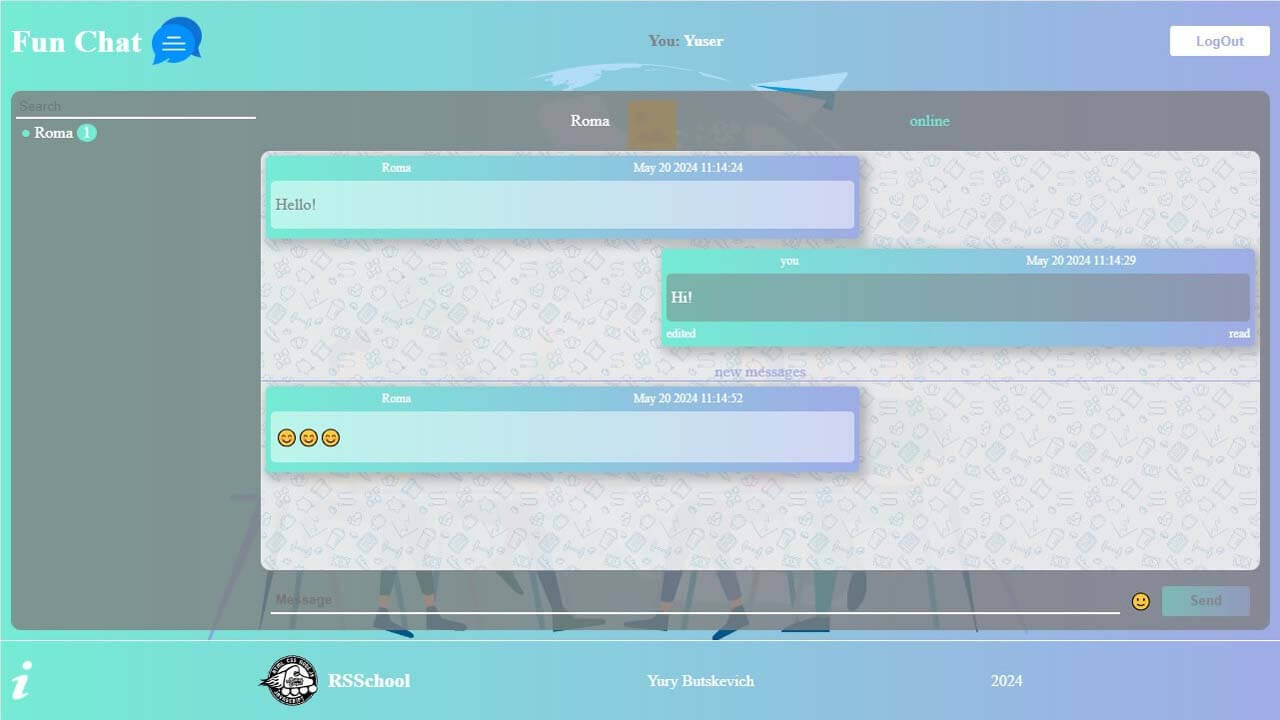 Fun Chat
You: Yuser
LogOut
Search
Roma 1
Roma
online
Roma May 20 2024 11:14:24
Hello!
you May 20 2024 11:14:29
Hi!
edited read
new messages
Roma May 20 2024 11:14:52
😊😊😊
Message
Send
RSSchool
Yury Butskevich
2024